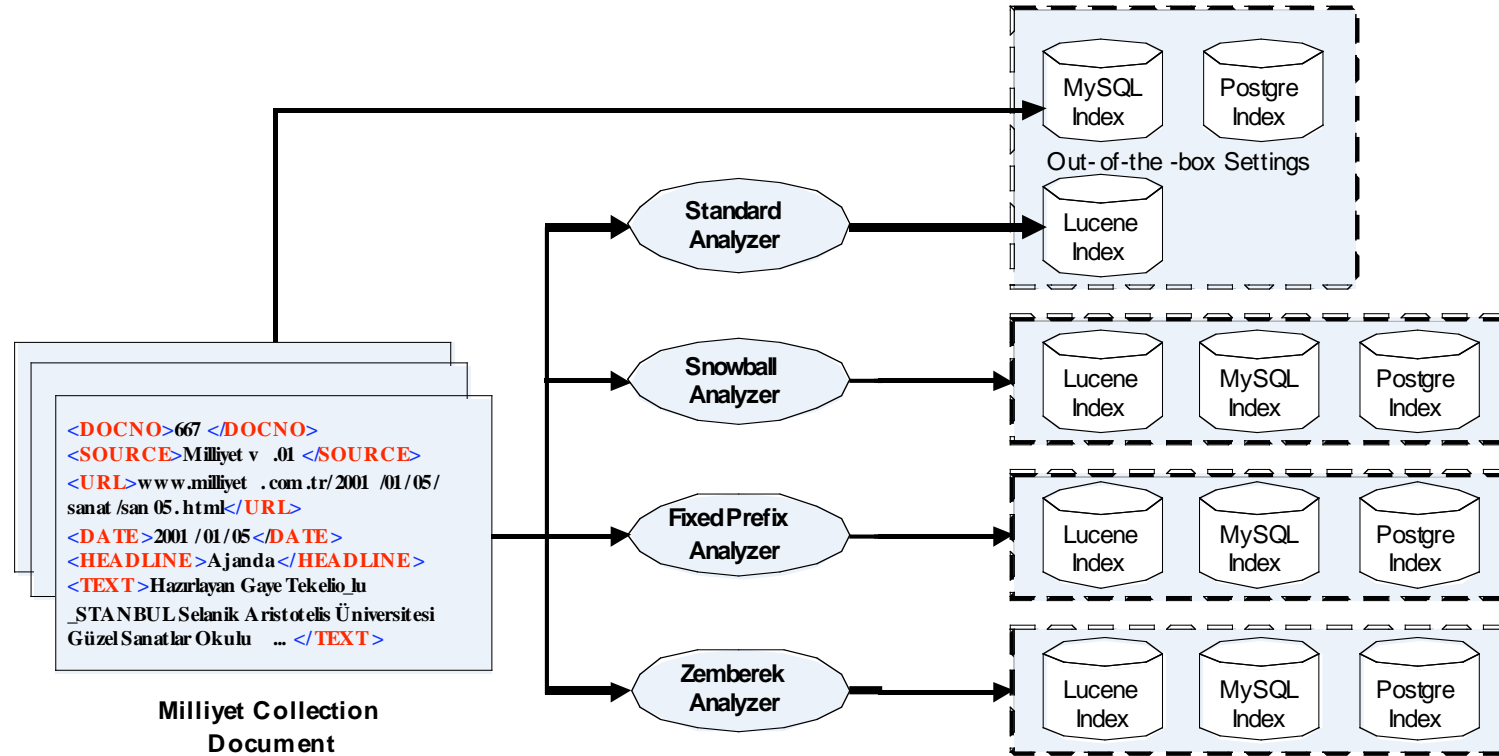 MySQL
Index
Postgre
Index
Out-of-the -box Settings
Lucene
Index
Standard
Analyzer
Snowball
Analyzer
Lucene
Index
MySQL
Index
Postgre
Index
Fixed Prefix
Analyzer
Lucene
Index
MySQL
Index
Postgre
Index
Zemberek
Analyzer
Lucene
Index
MySQL
Index
Postgre
Index
<DOCNO>667 </DOCNO>
<SOURCE>Milliyet v .01 </SOURCE>
<URL>www.milliyet .com.tr/2001 /01/05/
sanat /san 05.html</URL>
<DATE>2001 /01/05</DATE>
<HEADLINE>Ajanda</HEADLINE>
<TEXT>Hazırlayan Gaye Tekelio_lu
_STANBUL Selanik Aristotelis Üniversitesi
Güzel Sanatlar Okulu ... </TEXT>
Milliyet Collection
Document